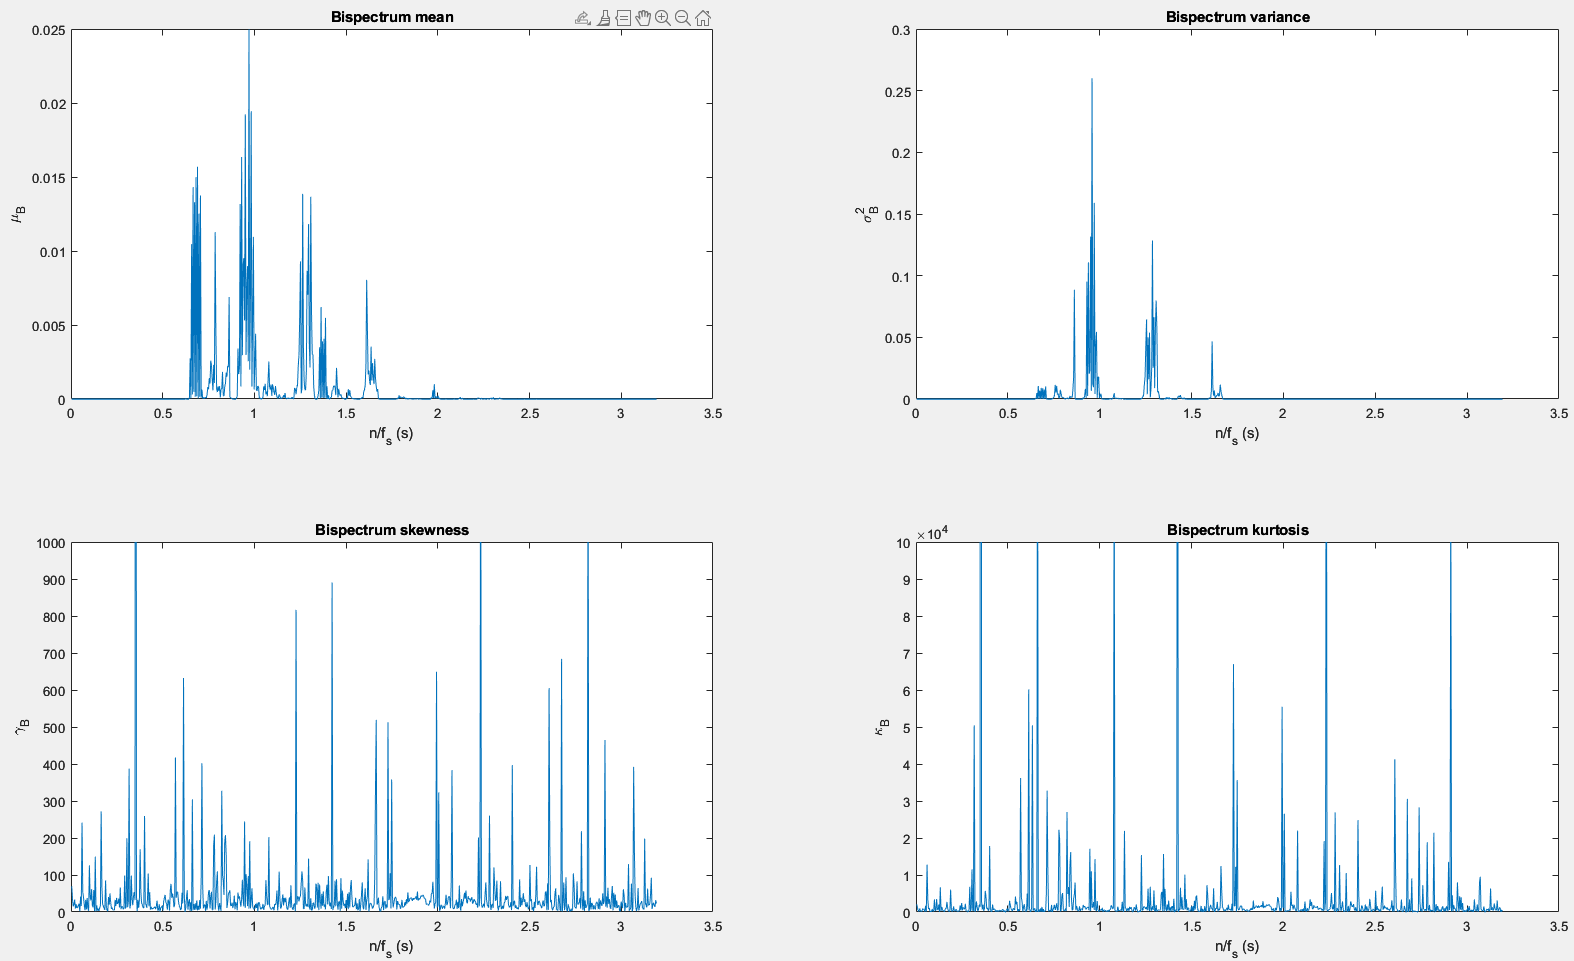 Bispectrum mean
0.025
0.02
0.015
0.01
0.005
0
μB
0 0.5 1 1.5 2 2.5 3 3.5
n/fs (s)
Bispectrum variance
0.3
0.25
0.2
0.15
0.1
0.05
0
σ2B
0 0.5 1 1.5 2 2.5 3 3.5
n/fs (s)
Bispectrum skewness
1000
900
800
700
600
500
400
300
200
100
0
γB
0 0.5 1 1.5 2 2.5 3 3.5
n/fs (s)
Bispectrum kurtosis
×104
10
9
8
7
6
5
4
3
2
1
0
κB
0 0.5 1 1.5 2 2.5 3 3.5
n/fs (s)